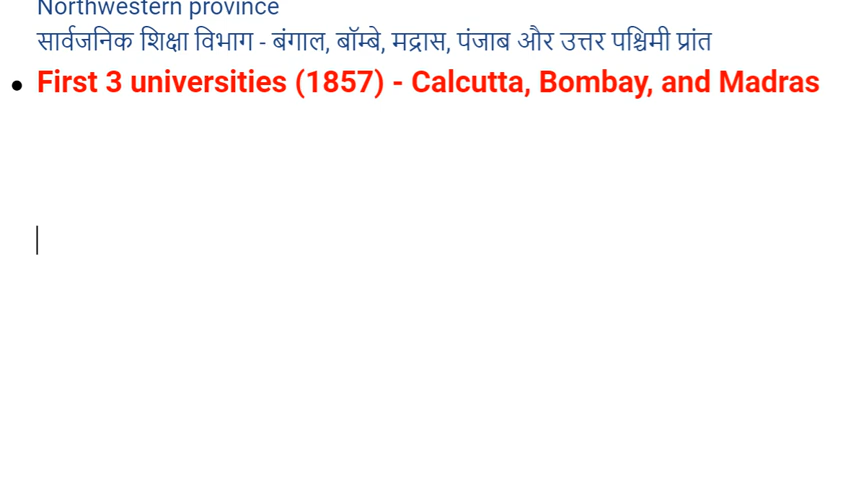 Northwestern province
सार्वजनिक शिक्षा विभाग - बंगाल, बॉम्बे, मद्रास, पंजाब और उत्तर पश्चिमी प्रांत
• First 3 universities (1857) - Calcutta, Bombay, and Madras